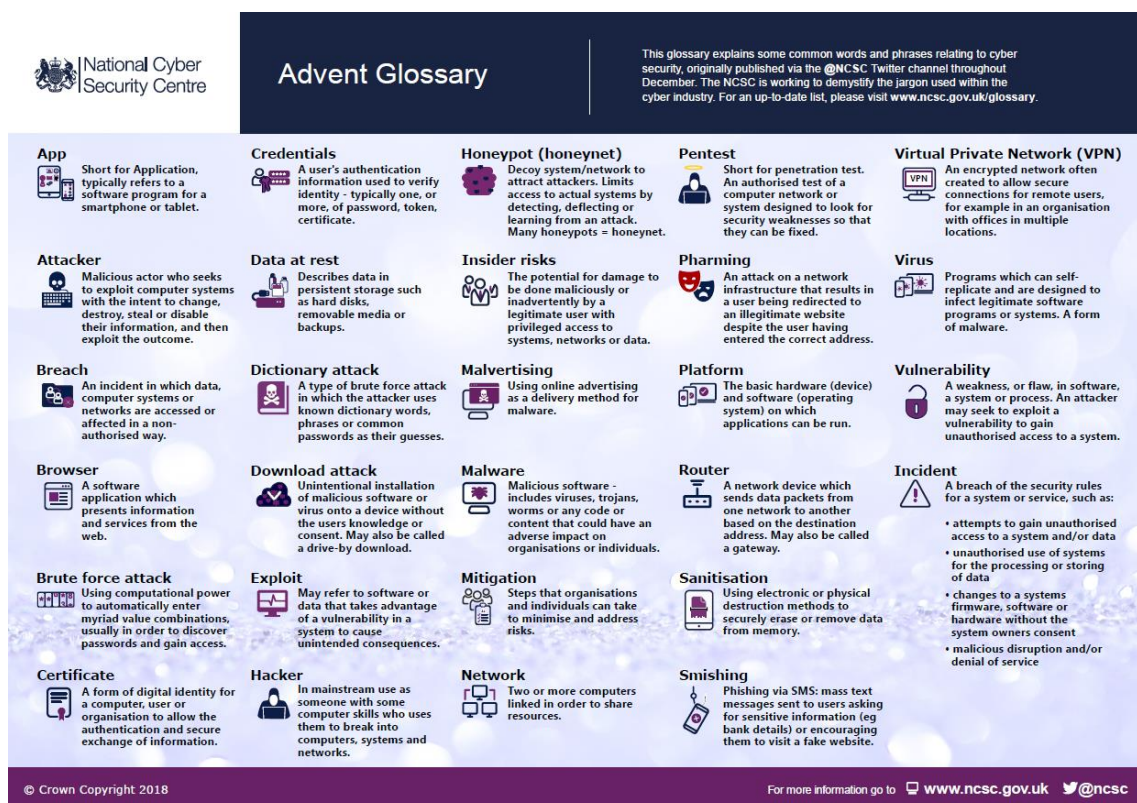 National Cyber
Security Centre
Advent Glossary
This glossary explains some common words and phrases relating to cyber
security, originally published via the @NCSC Twitter channel throughout
December. The NCSC is working to demystify the jargon used within the
cyber industry. For an up-to-date list, please visit www.ncsc.gov.uk/glossary.
App
Short for Application,
typically refers to a
software program for a
smartphone or tablet.
Attacker
Malicious actor who seeks
to exploit computer systems
with the intent to change,
destroy, steal or disable
their information, and then
exploit the outcome.
Breach
An incident in which data,
computer systems or
networks are accessed or
affected in a non-
authorised way.
Browser
A software
application which
presents information
and services from the
web.
Brute force attack
Using computational power
to automatically enter
myriad value combinations,
usually in order to discover
passwords and gain access.
Certificate
A form of digital identity for
a computer, user or
organisation to allow the
authentication and secure
exchange of information.
Credentials
A user's authentication
information used to verify
identity - typically one, or
more, of password, token,
certificate.
Data at rest
Describes data in
persistent storage such
as hard disks,
removable media or
backups.
Dictionary attack
A type of brute force attack
in which the attacker uses
known dictionary words,
phrases or common
passwords as their guesses.
Download attack
Unintentional installation
of malicious software or
virus onto a device without
the users knowledge or
consent. May also be called
a drive-by download.
Exploit
May refer to software or
data that takes advantage
of a vulnerability in a
system to cause
unintended consequences.
Hacker
In mainstream use as
someone with some
computer skills who uses
them to break into
computers, systems and
networks.
Honeypot (honeynet)
Decoy system/network to
attract attackers. Limits
access to actual systems by
detecting, deflecting or
learning from an attack.
Many honeypots = honeynet.
Insider risks
The potential for damage to
be done maliciously or
inadvertently by a
legitimate user with
privileged access to
systems, networks or data.
Malvertising
Using online advertising
as a delivery method for
malware.
Malware
Malicious software -
includes viruses, trojans,
worms or any code or
content that could have an
adverse impact on
organisations or individuals.
Mitigation
Steps that organisations
and individuals can take
to minimise and address
risks.
Network
Two or more computers
linked in order to share
resources.
Pentest
Short for penetration test.
An authorised test of a
computer network or
system designed to look for
security weaknesses so that
they can be fixed.
Pharming
An attack on a network
infrastructure that results in
a user being redirected to
an illegitimate website
despite the user having
entered the correct address.
Platform
The basic hardware (device)
and software (operating
system) on which
applications can be run.
Router
A network device which
sends data packets from
one network to another
based on the destination
address. May also be called
a gateway.
Sanitisation
Using electronic or physical
destruction methods to
securely erase or remove data
from memory.
Smishing
Phishing via SMS: mass text
messages sent to users asking
for sensitive information (eg
bank details) or encouraging
them to visit a fake website.
Virtual Private Network (VPN)
VPN
An encrypted network often
created to allow secure
connections for remote users,
for example in an organisation
with offices in multiple
locations.
Virus
Programs which can self-
replicate and are designed to
infect legitimate software
programs or systems. A form
of malware.
Vulnerability
A weakness, or flaw, in software,
a system or process. An attacker
may seek to exploit a
vulnerability to gain
unauthorised access to a system.
Incident
A breach of the security rules
for a system or service, such as:
• attempts to gain unauthorised
access to a system and/or data
• unauthorised use of systems
for the processing or storing
of data
• changes to a systems
firmware, software or
hardware without the
system owners consent
• malicious disruption and/or
denial of service
© Crown Copyright 2018
For more information go to www.ncsc.gov.uk @ncsc